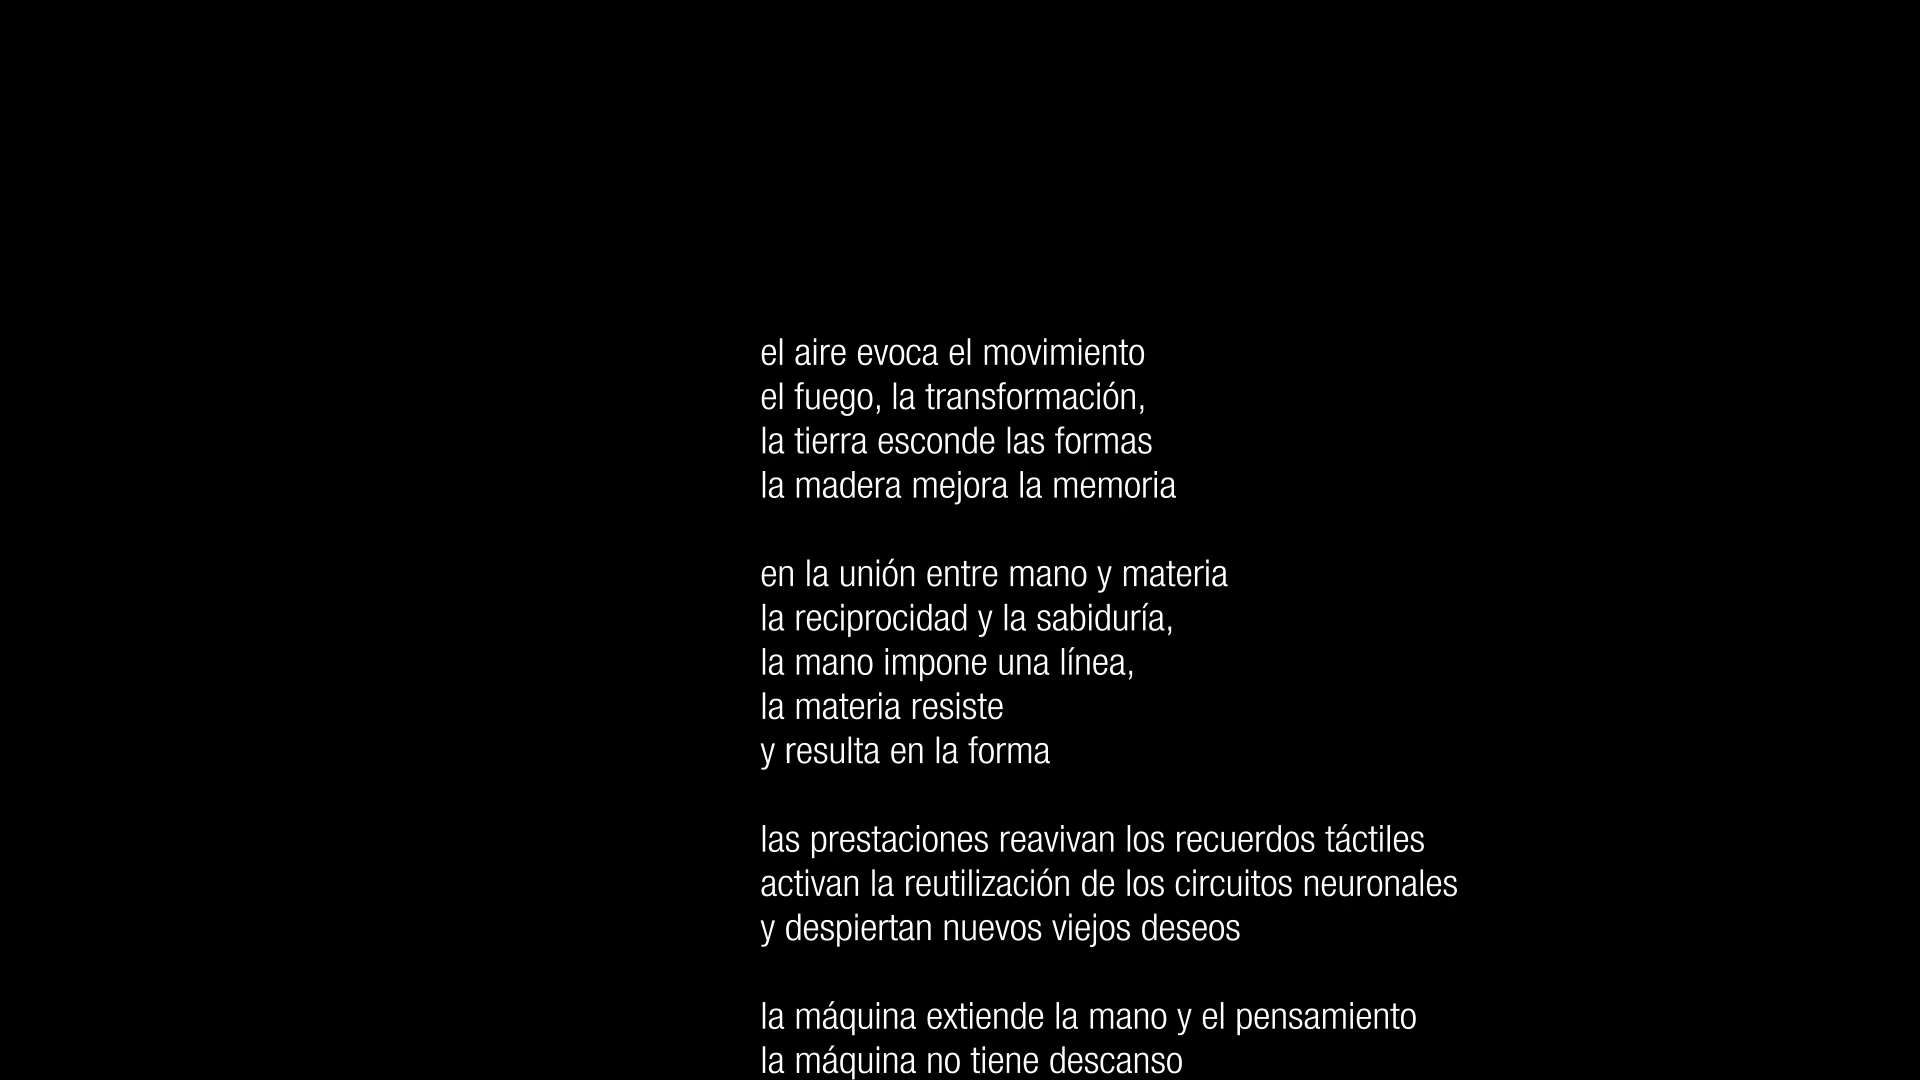 el aire evoca el movimiento
el fuego, la transformación,
la tierra esconde las formas
la madera mejora la memoria

en la unión entre mano y materia
la reciprocidad y la sabiduría,
la mano impone una línea,
la materia resiste
y resulta en la forma

las prestaciones reavivan los recuerdos táctiles
activan la reutilización de los circuitos neuronales
y despiertan nuevos viejos deseos

la máquina extiende la mano y el pensamiento
la máquina no tiene descanso